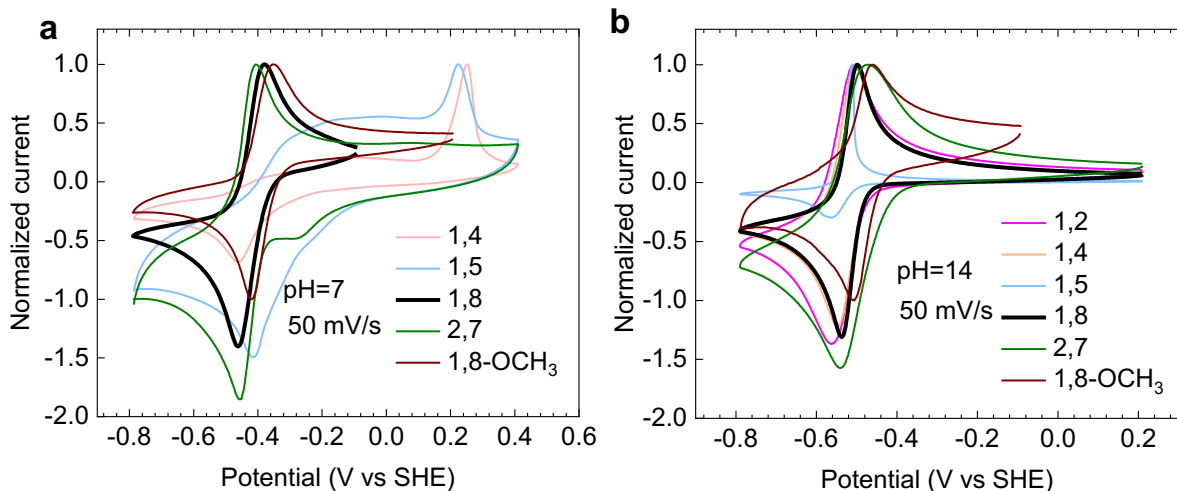 a
Normalized current
1.0
0.5
0.0
-0.5
-1.0
-1.5
-2.0
-0.8 -0.6 -0.4 -0.2 0.0 0.2 0.4 0.6
Potential (V vs SHE)
pH=7
50 mV/s
1,4
1,5
1,8
2,7
1,8-OCH₃
b
Normalized current
1.0
0.5
0.0
-0.5
-1.0
-1.5
-2.0
-0.8 -0.6 -0.4 -0.2 0.0 0.2
Potential (V vs SHE)
pH=14
50 mV/s
1,2
1,4
1,5
1,8
2,7
1,8-OCH₃